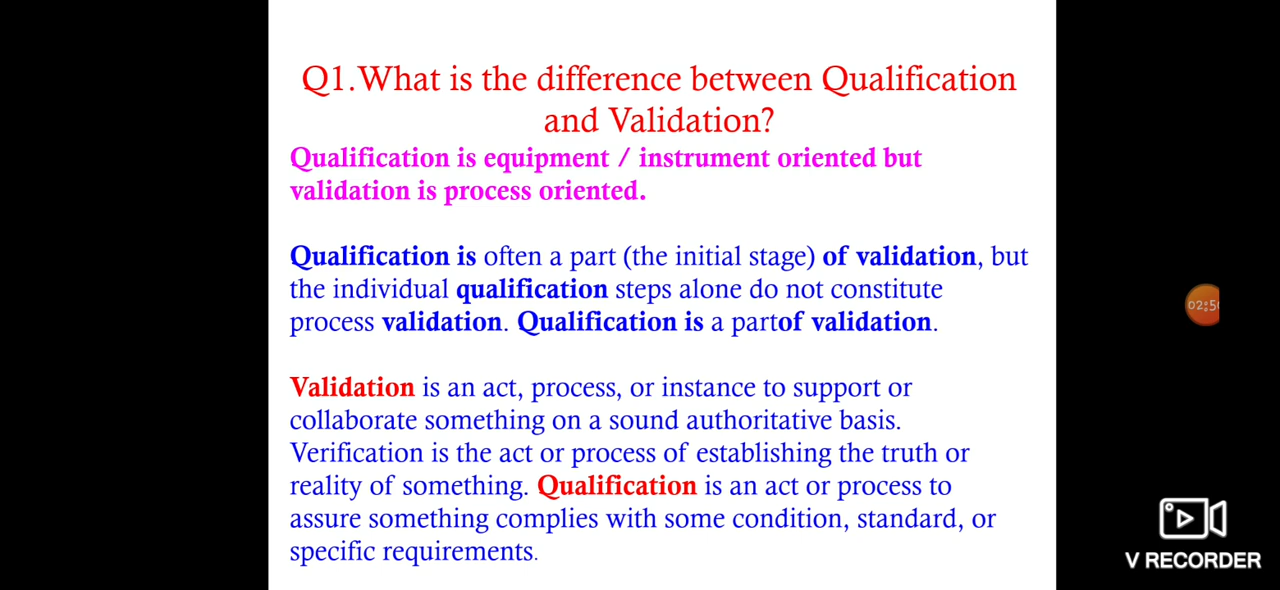 Q1.What is the difference between Qualification
and Validation?
Qualification is equipment / instrument oriented but
validation is process oriented.
Qualification is often a part (the initial stage) of validation, but
the individual qualification steps alone do not constitute
process validation. Qualification is a partof validation.
Validation is an act, process, or instance to support or
collaborate something on a sound authoritative basis.
Verification is the act or process of establishing the truth or
reality of something. Qualification is an act or process to
assure something complies with some condition, standard, or
specific requirements.
V RECORDER